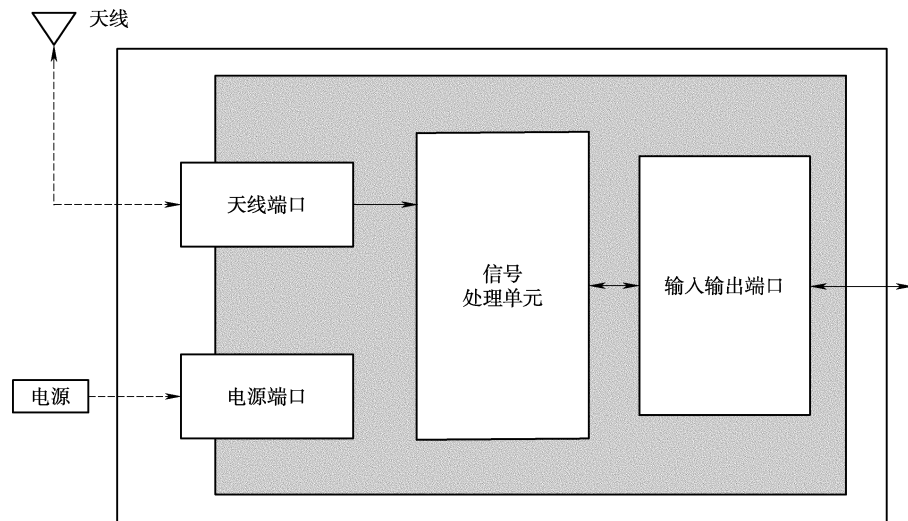 天线
天线端口
信号
处理单元
输入输出端口
电源
电源端口